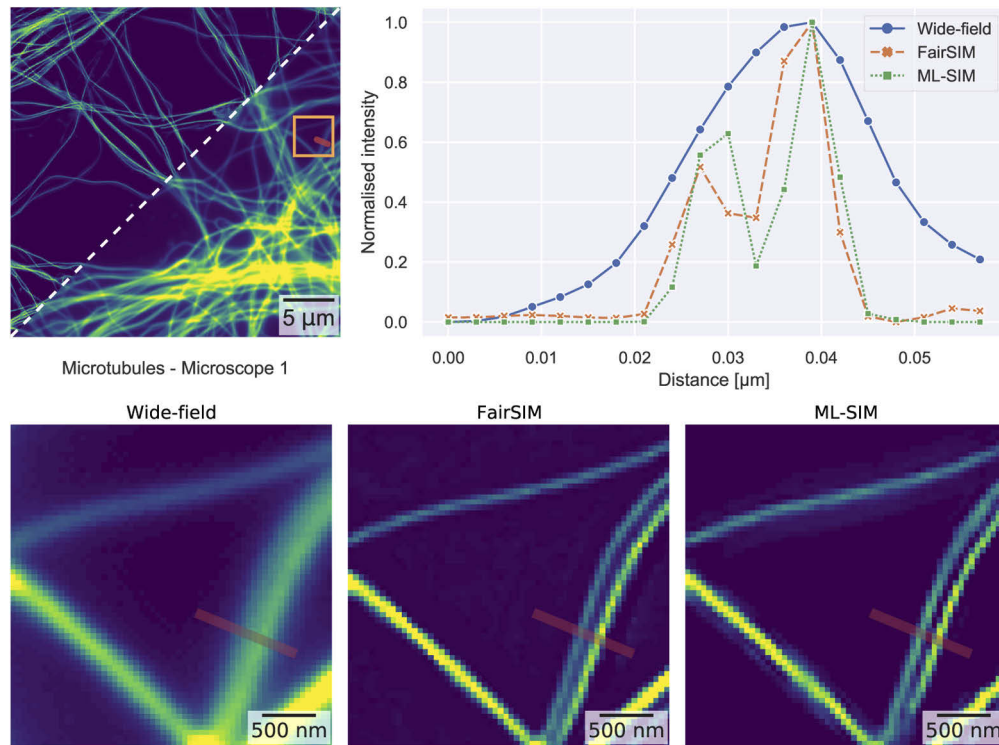 5 μm
Microtubules - Microscope 1
Normalised intensity
1.0
0.8
0.6
0.4
0.2
0.0
0.00 0.01 0.02 0.03 0.04 0.05
Distance [μm]
Wide-field
FairSIM
ML-SIM
Wide-field FairSIM ML-SIM
500 nm 500 nm 500 nm